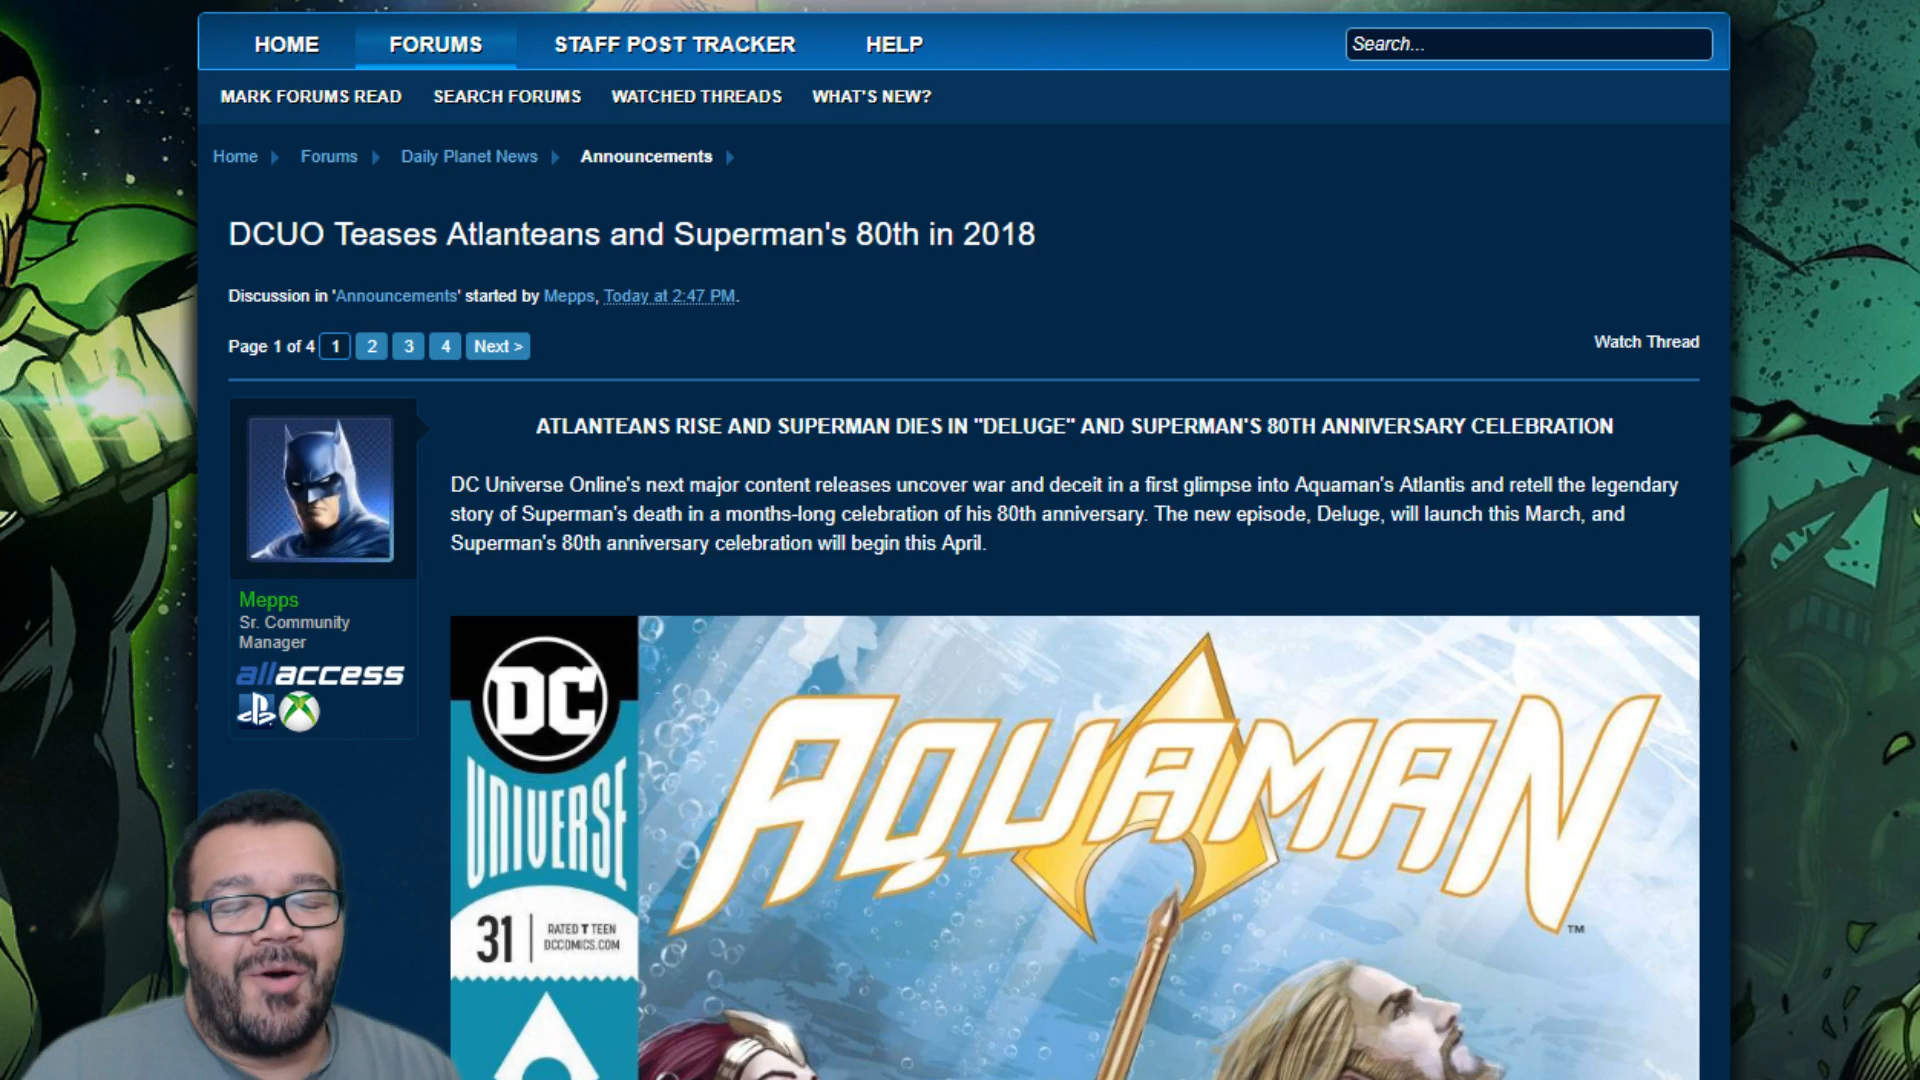 HOME FORUMS STAFF POST TRACKER HELP Search...
MARK FORUMS READ SEARCH FORUMS WATCHED THREADS WHAT'S NEW?
Home Forums Daily Planet News Announcements
DCUO Teases Atlanteans and Superman's 80th in 2018
Discussion in 'Announcements' started by Mepps, Today at 2:47 PM.
Page 1 of 4 1 2 3 4 Next >
Watch Thread
ATLANTEANS RISE AND SUPERMAN DIES IN "DELUGE" AND SUPERMAN'S 80TH ANNIVERSARY CELEBRATION
DC Universe Online's next major content releases uncover war and deceit in a first glimpse into Aquaman's Atlantis and retell the legendary
story of Superman's death in a months-long celebration of his 80th anniversary. The new episode, Deluge, will launch this March, and
Superman's 80th anniversary celebration will begin this April.
Mepps
Sr. Community
Manager
allaccess
DC
UNIVERSE
31
RATED T TEEN
DCCOMICS.COM
AQUAMAN
TM